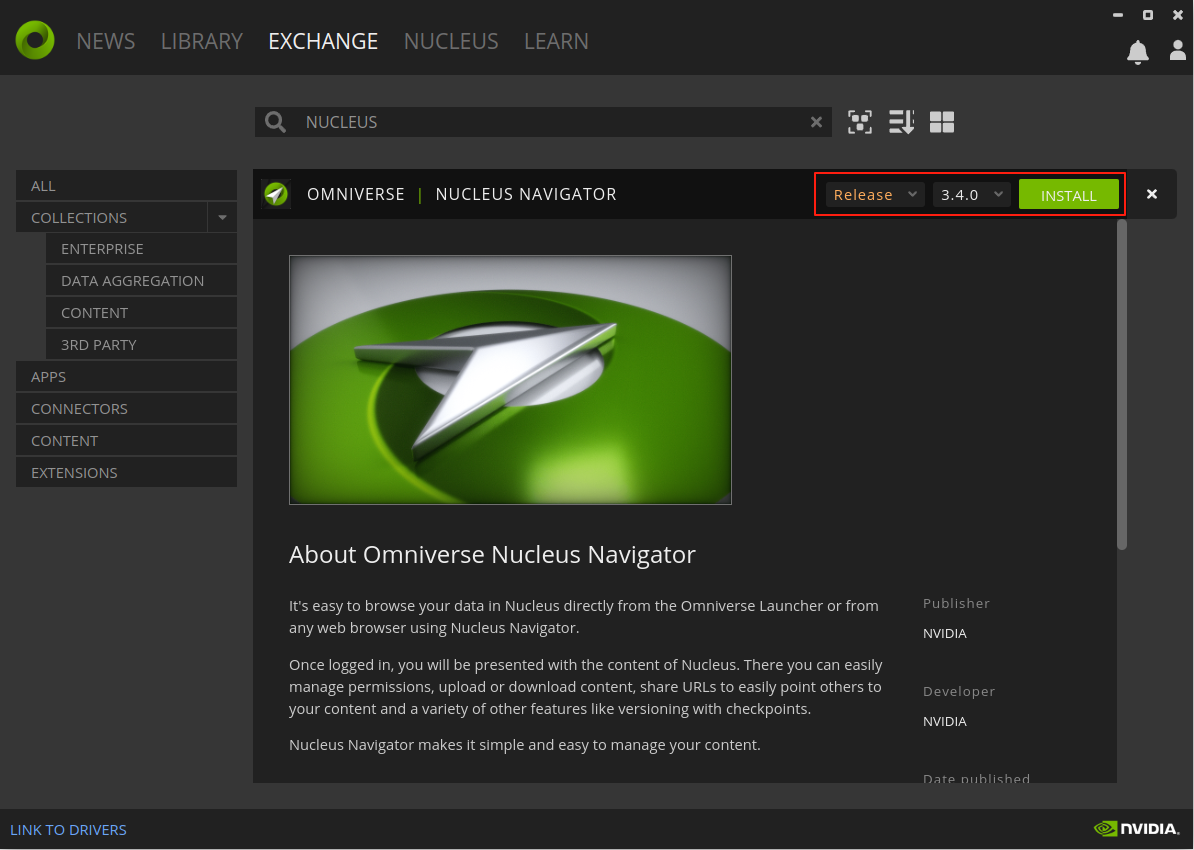 NEWS LIBRARY EXCHANGE NUCLEUS LEARN
NUCLEUS
ALL
COLLECTIONS
ENTERPRISE
DATA AGGREGATION
CONTENT
3RD PARTY
APPS
CONNECTORS
CONTENT
EXTENSIONS
OMNIVERSE | NUCLEUS NAVIGATOR
Release 3.4.0 INSTALL
About Omniverse Nucleus Navigator
It's easy to browse your data in Nucleus directly from the Omniverse Launcher or from
any web browser using Nucleus Navigator.
Once logged in, you will be presented with the content of Nucleus. There you can easily
manage permissions, upload or download content, share URLs to easily point others to
your content and a variety of other features like versioning with checkpoints.
Nucleus Navigator makes it simple and easy to manage your content.
Publisher
NVIDIA
Developer
NVIDIA
Date published
LINK TO DRIVERS
NVIDIA.